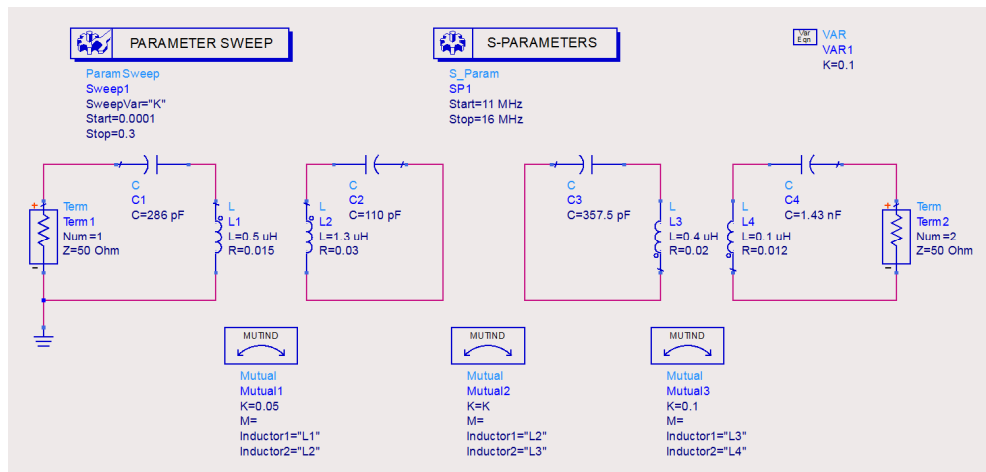 PARAMETER SWEEP
ParamSweep
Sweep1
SweepVar="K"
Start=0.0001
Stop=0.3
S-PARAMETERS
S_Param
SP1
Start=11 MHz
Stop=16 MHz
Var
Eqn
VAR
VAR1
K=0.1
+
Term
Term1
Num=1
Z=50 Ohm
-
C
C1
C=286 pF
L
L1
L=0.5 uH
R=0.015
L
L2
L=1.3 uH
R=0.03
C
C2
C=110 pF
C
C3
C=357.5 pF
L
L3
L=0.4 uH
R=0.02
L
L4
L=0.1 uH
R=0.012
C
C4
C=1.43 nF
+
Term
Term2
Num=2
Z=50 Ohm
-
MUTIND
Mutual
Mutual1
K=0.05
M=
Inductor1="L1"
Inductor2="L2"
MUTIND
Mutual
Mutual2
K=K
M=
Inductor1="L2"
Inductor2="L3"
MUTIND
Mutual
Mutual3
K=0.1
M=
Inductor1="L3"
Inductor2="L4"